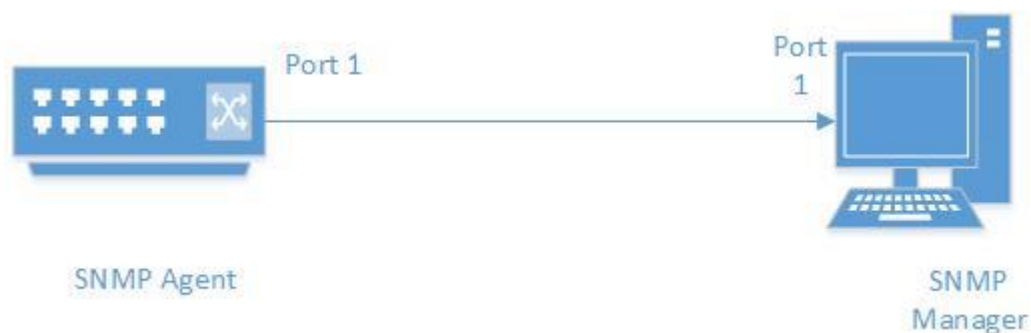 Port 1
Port
1
SNMP Agent
SNMP
Manager